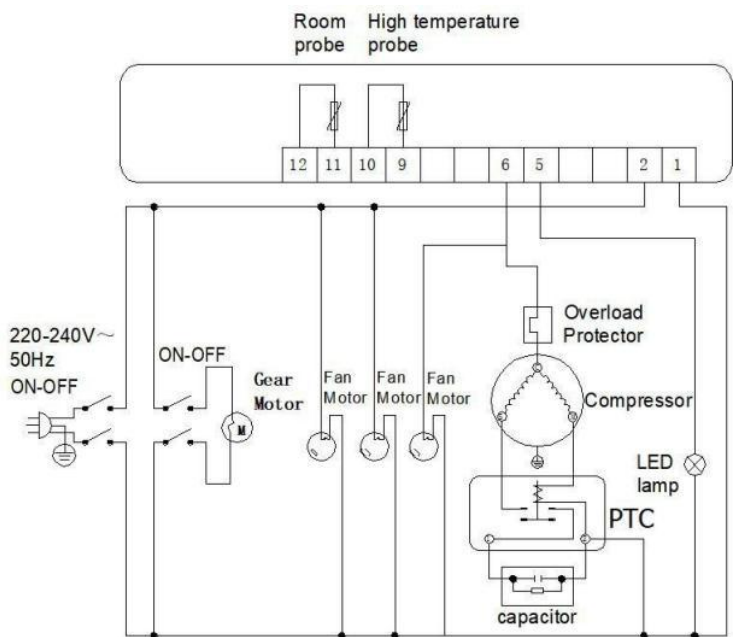 Room probe
High temperature probe
12 11 10 9 6 5 2 1
220-240V～
50Hz
ON-OFF
ON-OFF
Gear Motor
M
Fan Motor
Fan Motor
Fan Motor
Overload Protector
Compressor
LED lamp
PTC
capacitor